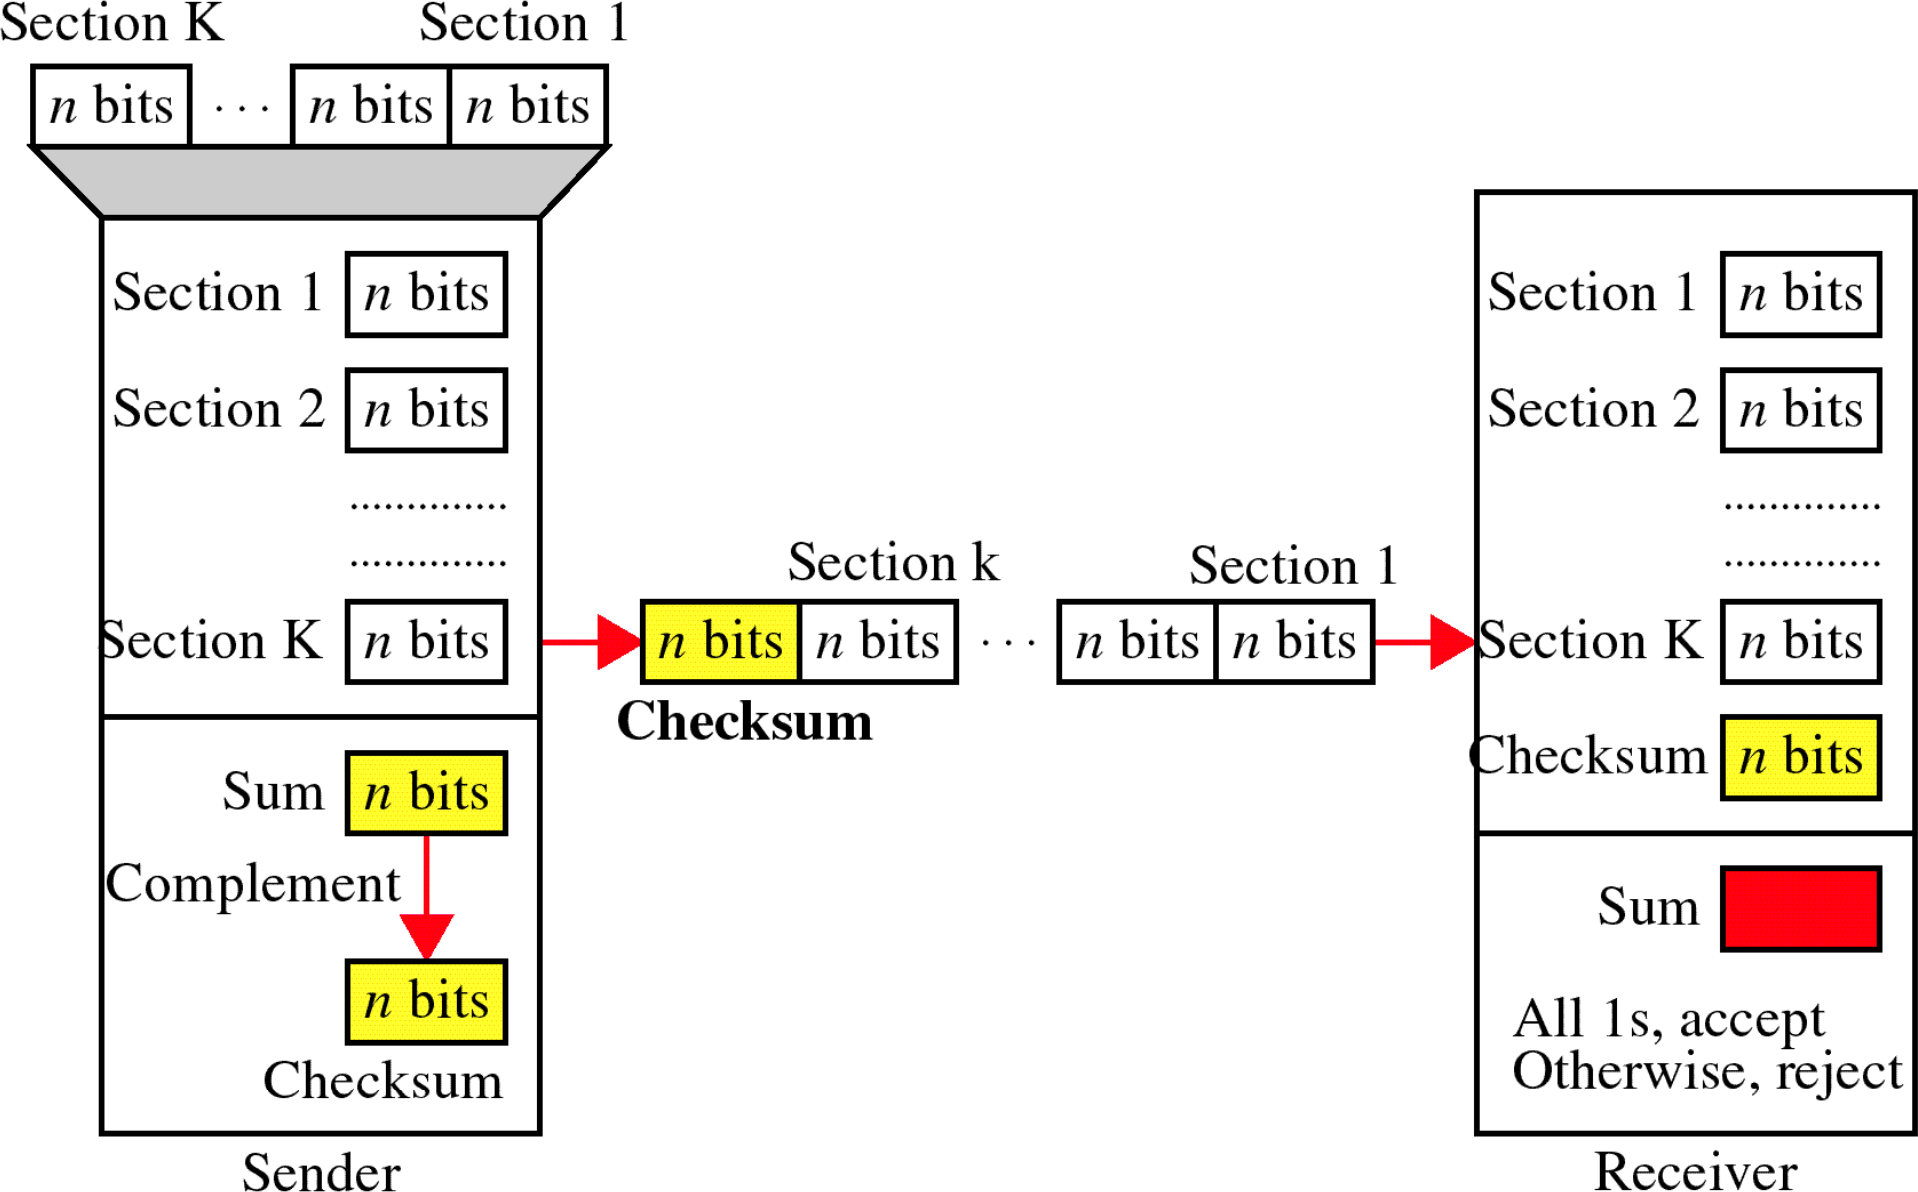 Section K Section 1
n bits ... n bits n bits
Section 1 n bits
Section 2 n bits
..............
..............
Section K n bits
Sum n bits
Complement
n bits
Checksum
Sender
Section k Section 1
n bits n bits ... n bits n bits
Checksum
Section 1 n bits
Section 2 n bits
..............
..............
Section K n bits
Checksum n bits
Sum
All 1s, accept
Otherwise, reject
Receiver